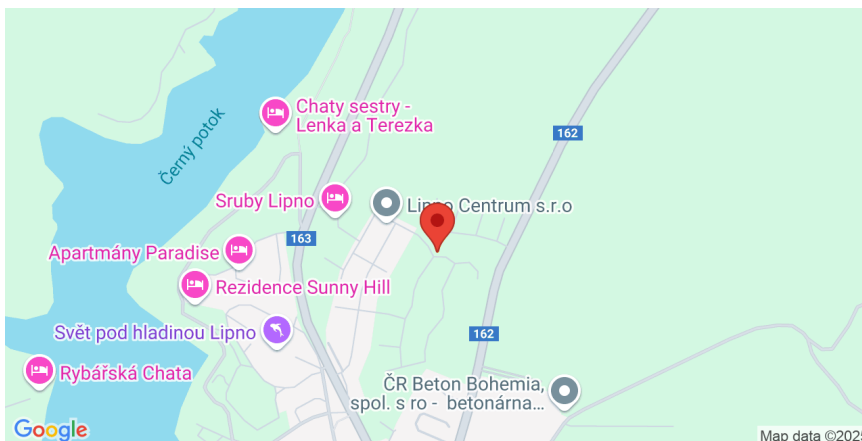 Chaty sestry -
Lenka a Terezka
Černý potok
162
Sruby Lipno
Lipno Centrum s.r.o
163
Apartmány Paradise
Rezidence Sunny Hill
Svět pod hladinou Lipno
162
Rybářská Chata
ČR Beton Bohemia,
spol. s ro - betonárna...
Google
Map data ©2025